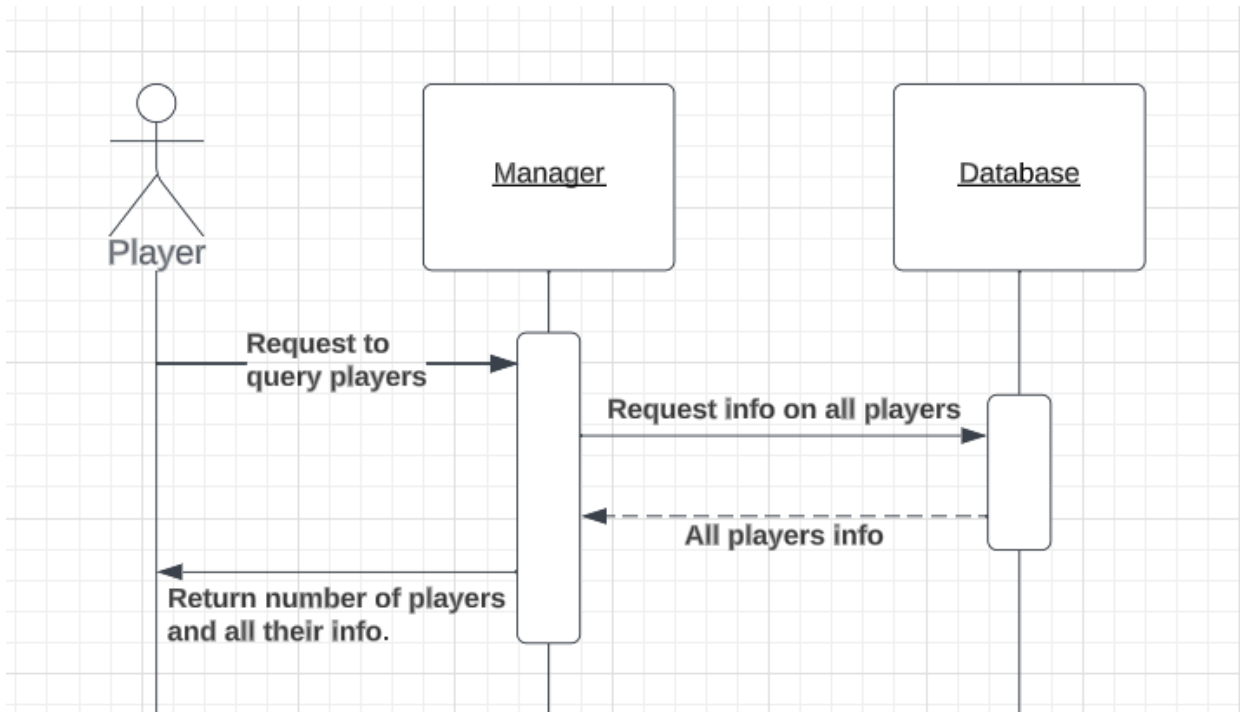 Manager
Database
Player
Request to
query players
Request info on all players
All players info
Return number of players
and all their info.